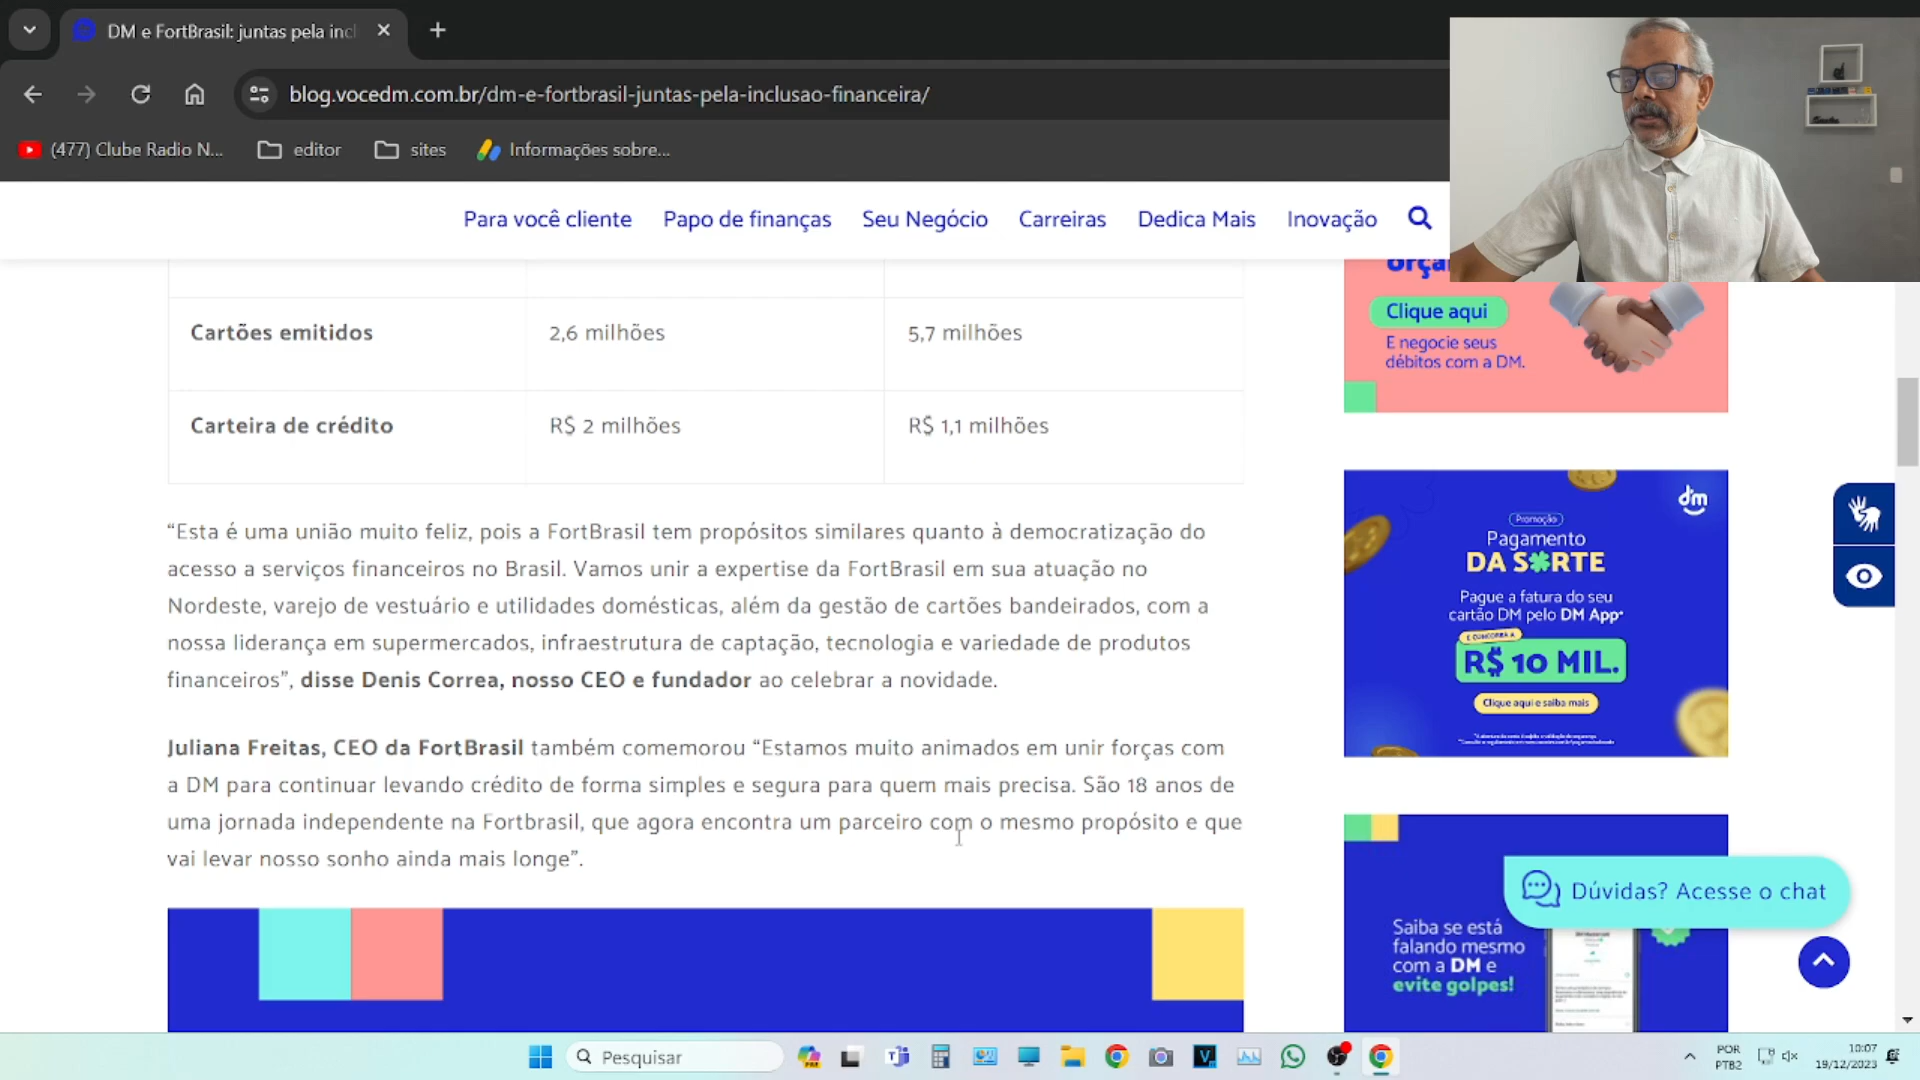 DM e FortBrasil: juntas pela incl
blog.vocedm.com.br/dm-e-fortbrasil-juntas-pela-inclusao-financeira/
(477) Clube Radio N...
editor
sites
Informações sobre...
Para você cliente
Papo de finanças
Seu Negócio
Carreiras
Dedica Mais
Inovação
Clique aqui
E negocie seus
débitos com a DM.
Cartões emitidos
2,6 milhões
5,7 milhões
Carteira de crédito
R$ 2 milhões
R$ 1,1 milhões
“Esta é uma união muito feliz, pois a FortBrasil tem propósitos similares quanto à democratização do
acesso a serviços financeiros no Brasil. Vamos unir a expertise da FortBrasil em sua atuação no
Nordeste, varejo de vestuário e utilidades domésticas, além da gestão de cartões bandeirados, com a
nossa liderança em supermercados, infraestrutura de captação, tecnologia e variedade de produtos
financeiros”, disse Denis Correa, nosso CEO e fundador ao celebrar a novidade.
Juliana Freitas, CEO da FortBrasil também comemorou “Estamos muito animados em unir forças com
a DM para continuar levando crédito de forma simples e segura para quem mais precisa. São 18 anos de
uma jornada independente na Fortbrasil, que agora encontra um parceiro com o mesmo propósito e que
vai levar nosso sonho ainda mais longe”.
dm
Promoção
Pagamento
DA SORTE
Pague a fatura do seu
cartão DM pelo DM App*
E CONCORRA A
R$ 10 MIL.
Clique aqui e saiba mais
Dúvidas? Acesse o chat
Saiba se está
falando mesmo
com a DM e
evite golpes!
Pesquisar
POR
PTB2
10:07
19/12/2023